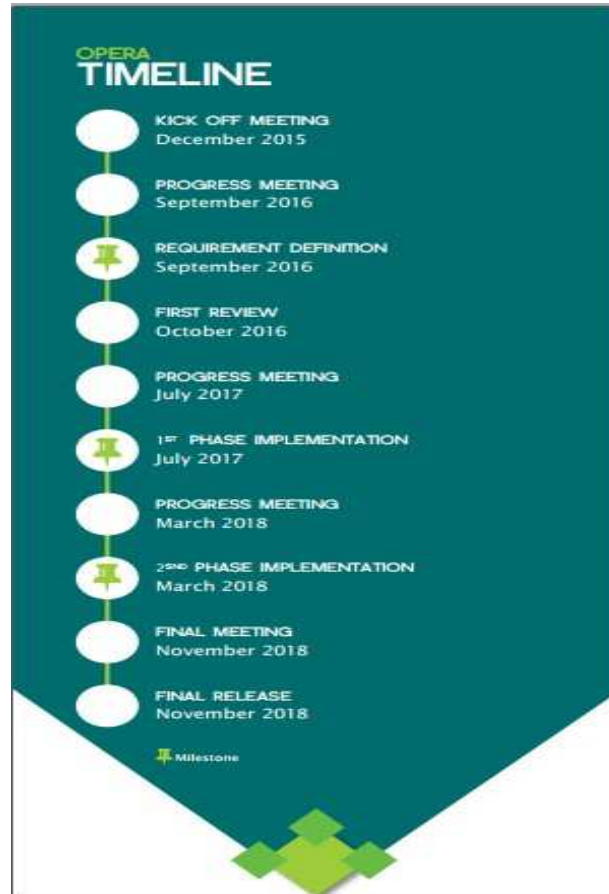 OPERA
TIMELINE
KICK OFF MEETING
December 2015
PROGRESS MEETING
September 2016
REQUIREMENT DEFINITION
September 2016
FIRST REVIEW
October 2016
PROGRESS MEETING
July 2017
1ST PHASE IMPLEMENTATION
July 2017
PROGRESS MEETING
March 2018
2SND PHASE IMPLEMENTATION
March 2018
FINAL MEETING
November 2018
FINAL RELEASE
November 2018
Milestone